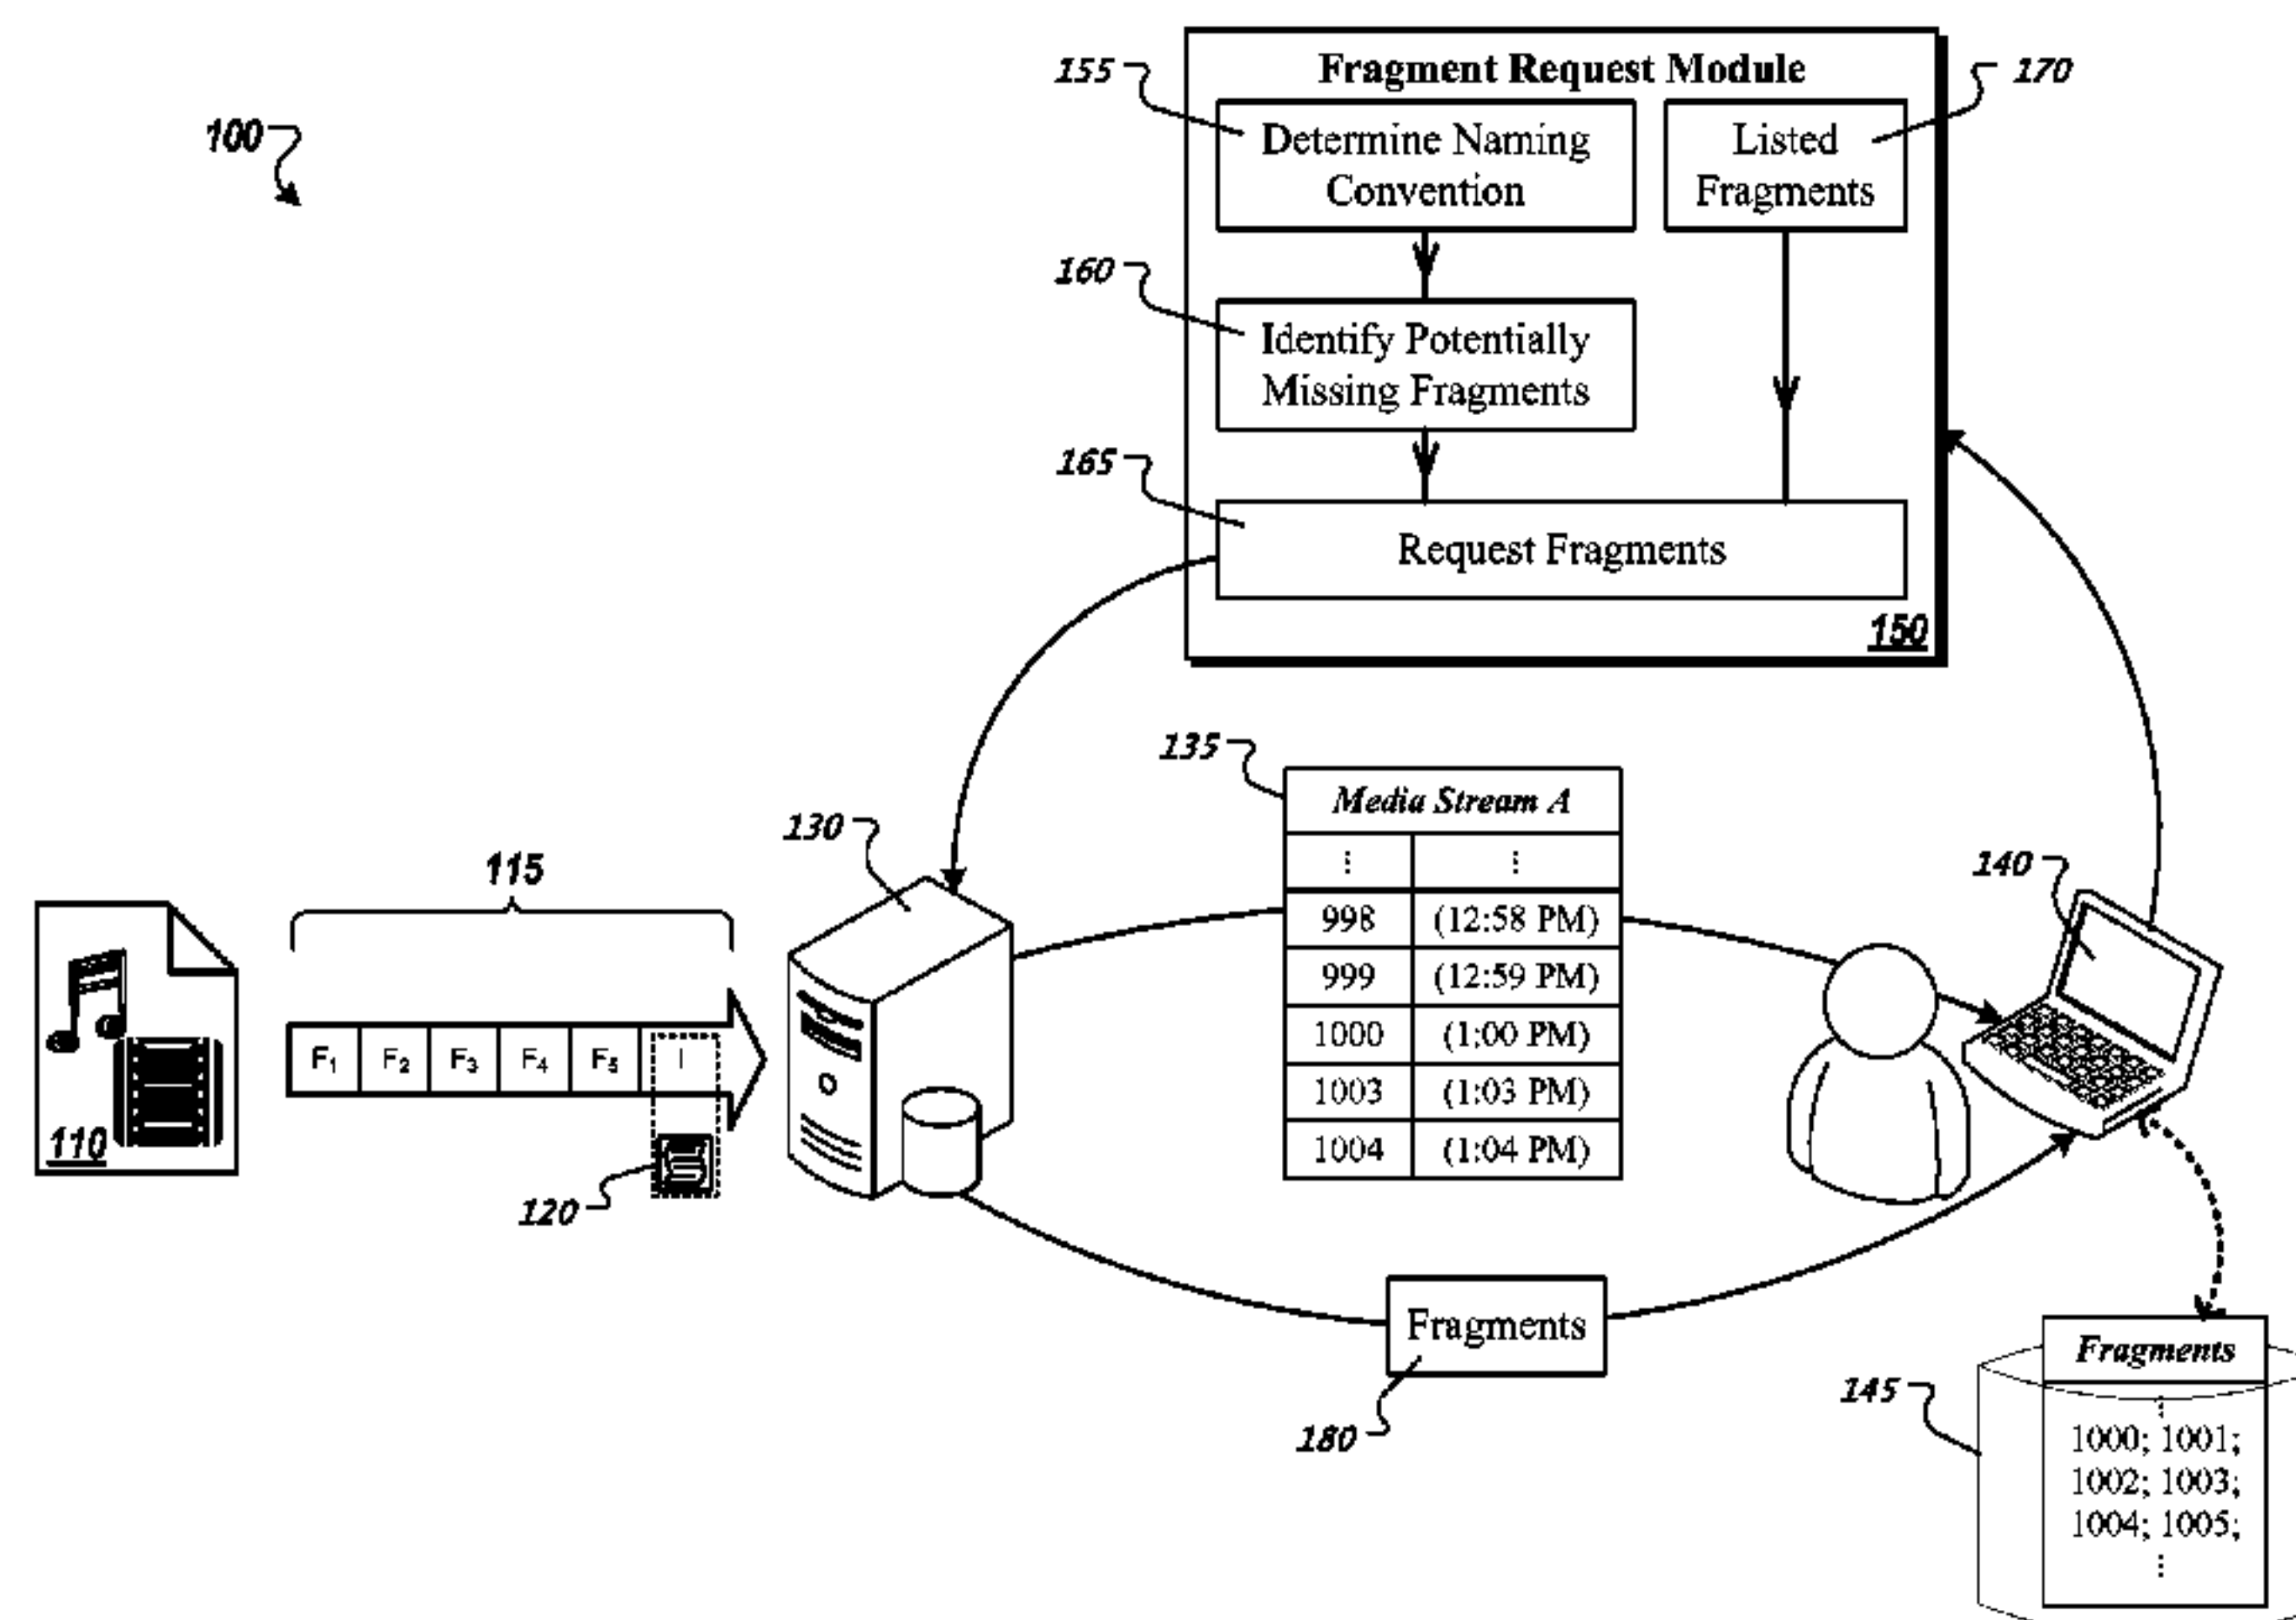 100
155
Fragment Request Module
170
Determine Naming
Convention
Listed
Fragments
160
Identify Potentially
Missing Fragments
165
Request Fragments
150
135
Media Stream A
⋮ ⋮
998 (12:58 PM)
999 (12:59 PM)
1000 (1:00 PM)
1003 (1:03 PM)
1004 (1:04 PM)
130
140
115
F₁ F₂ F₃ F₄ F₅ I
110
120
Fragments
180
145
Fragments
⋮
1000; 1001;
1002; 1003;
1004; 1005;
⋮